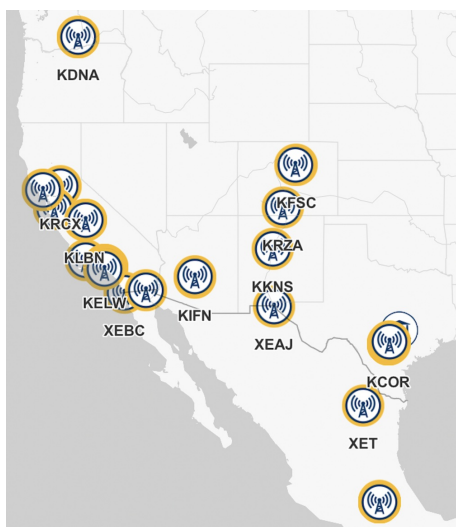 KDNA
KFSC
KRCX
KRZA
KLBN
KKNS
KELW
KIFN
XEBC
XEAJ
KCOR
XET